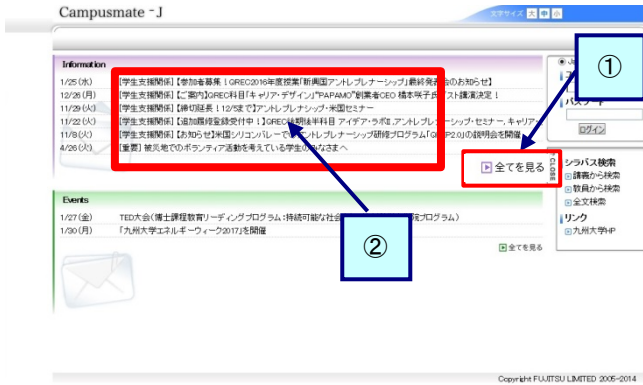 Campusmate-J
文字サイズ 大 中 小
Information
1/25(水) [学生支援関係]【参加者募集!QREC2016年度授業「新興国アントレプレナーシップ」最終発表会のお知らせ】
12/26(月) [学生支援関係]【ご案内】QREC科目「キャリア・デザイン」"PAPAMO"創業者CEO 橋本咲子氏ゲスト講演決定!
11/29(火) [学生支援関係]【締切延長!12/5まで】アントレプレナーシップ・米国セミナー
11/22(火) [学生支援関係]【追加履修登録受付中!】QREC後期後半科目 アイデア・ラボII,アントレプレナーシップ・セミナー,キャリア
11/8(火) [学生支援関係]【お知らせ】米国シリコンバレーでのアントレプレナーシップ研修プログラム「QREP2.0」の説明会を開催
4/26(火) [重要] 被災地でのボランティア活動を考えている学生のみなさまへ
全てを見る
①
パスワード
ログイン
CLOSE
シラバス検索
講義から検索
教員から検索
全文検索
リンク
九州大学HP
Events
1/27(金) TED大会(博士課程教育リーディングプログラム:持続可能な社会 院プログラム)
1/30(月) 「九州大学エネルギーウィーク2017」を開催
②
全てを見る
Copyright FUJITSU LIMITED 2005-2014